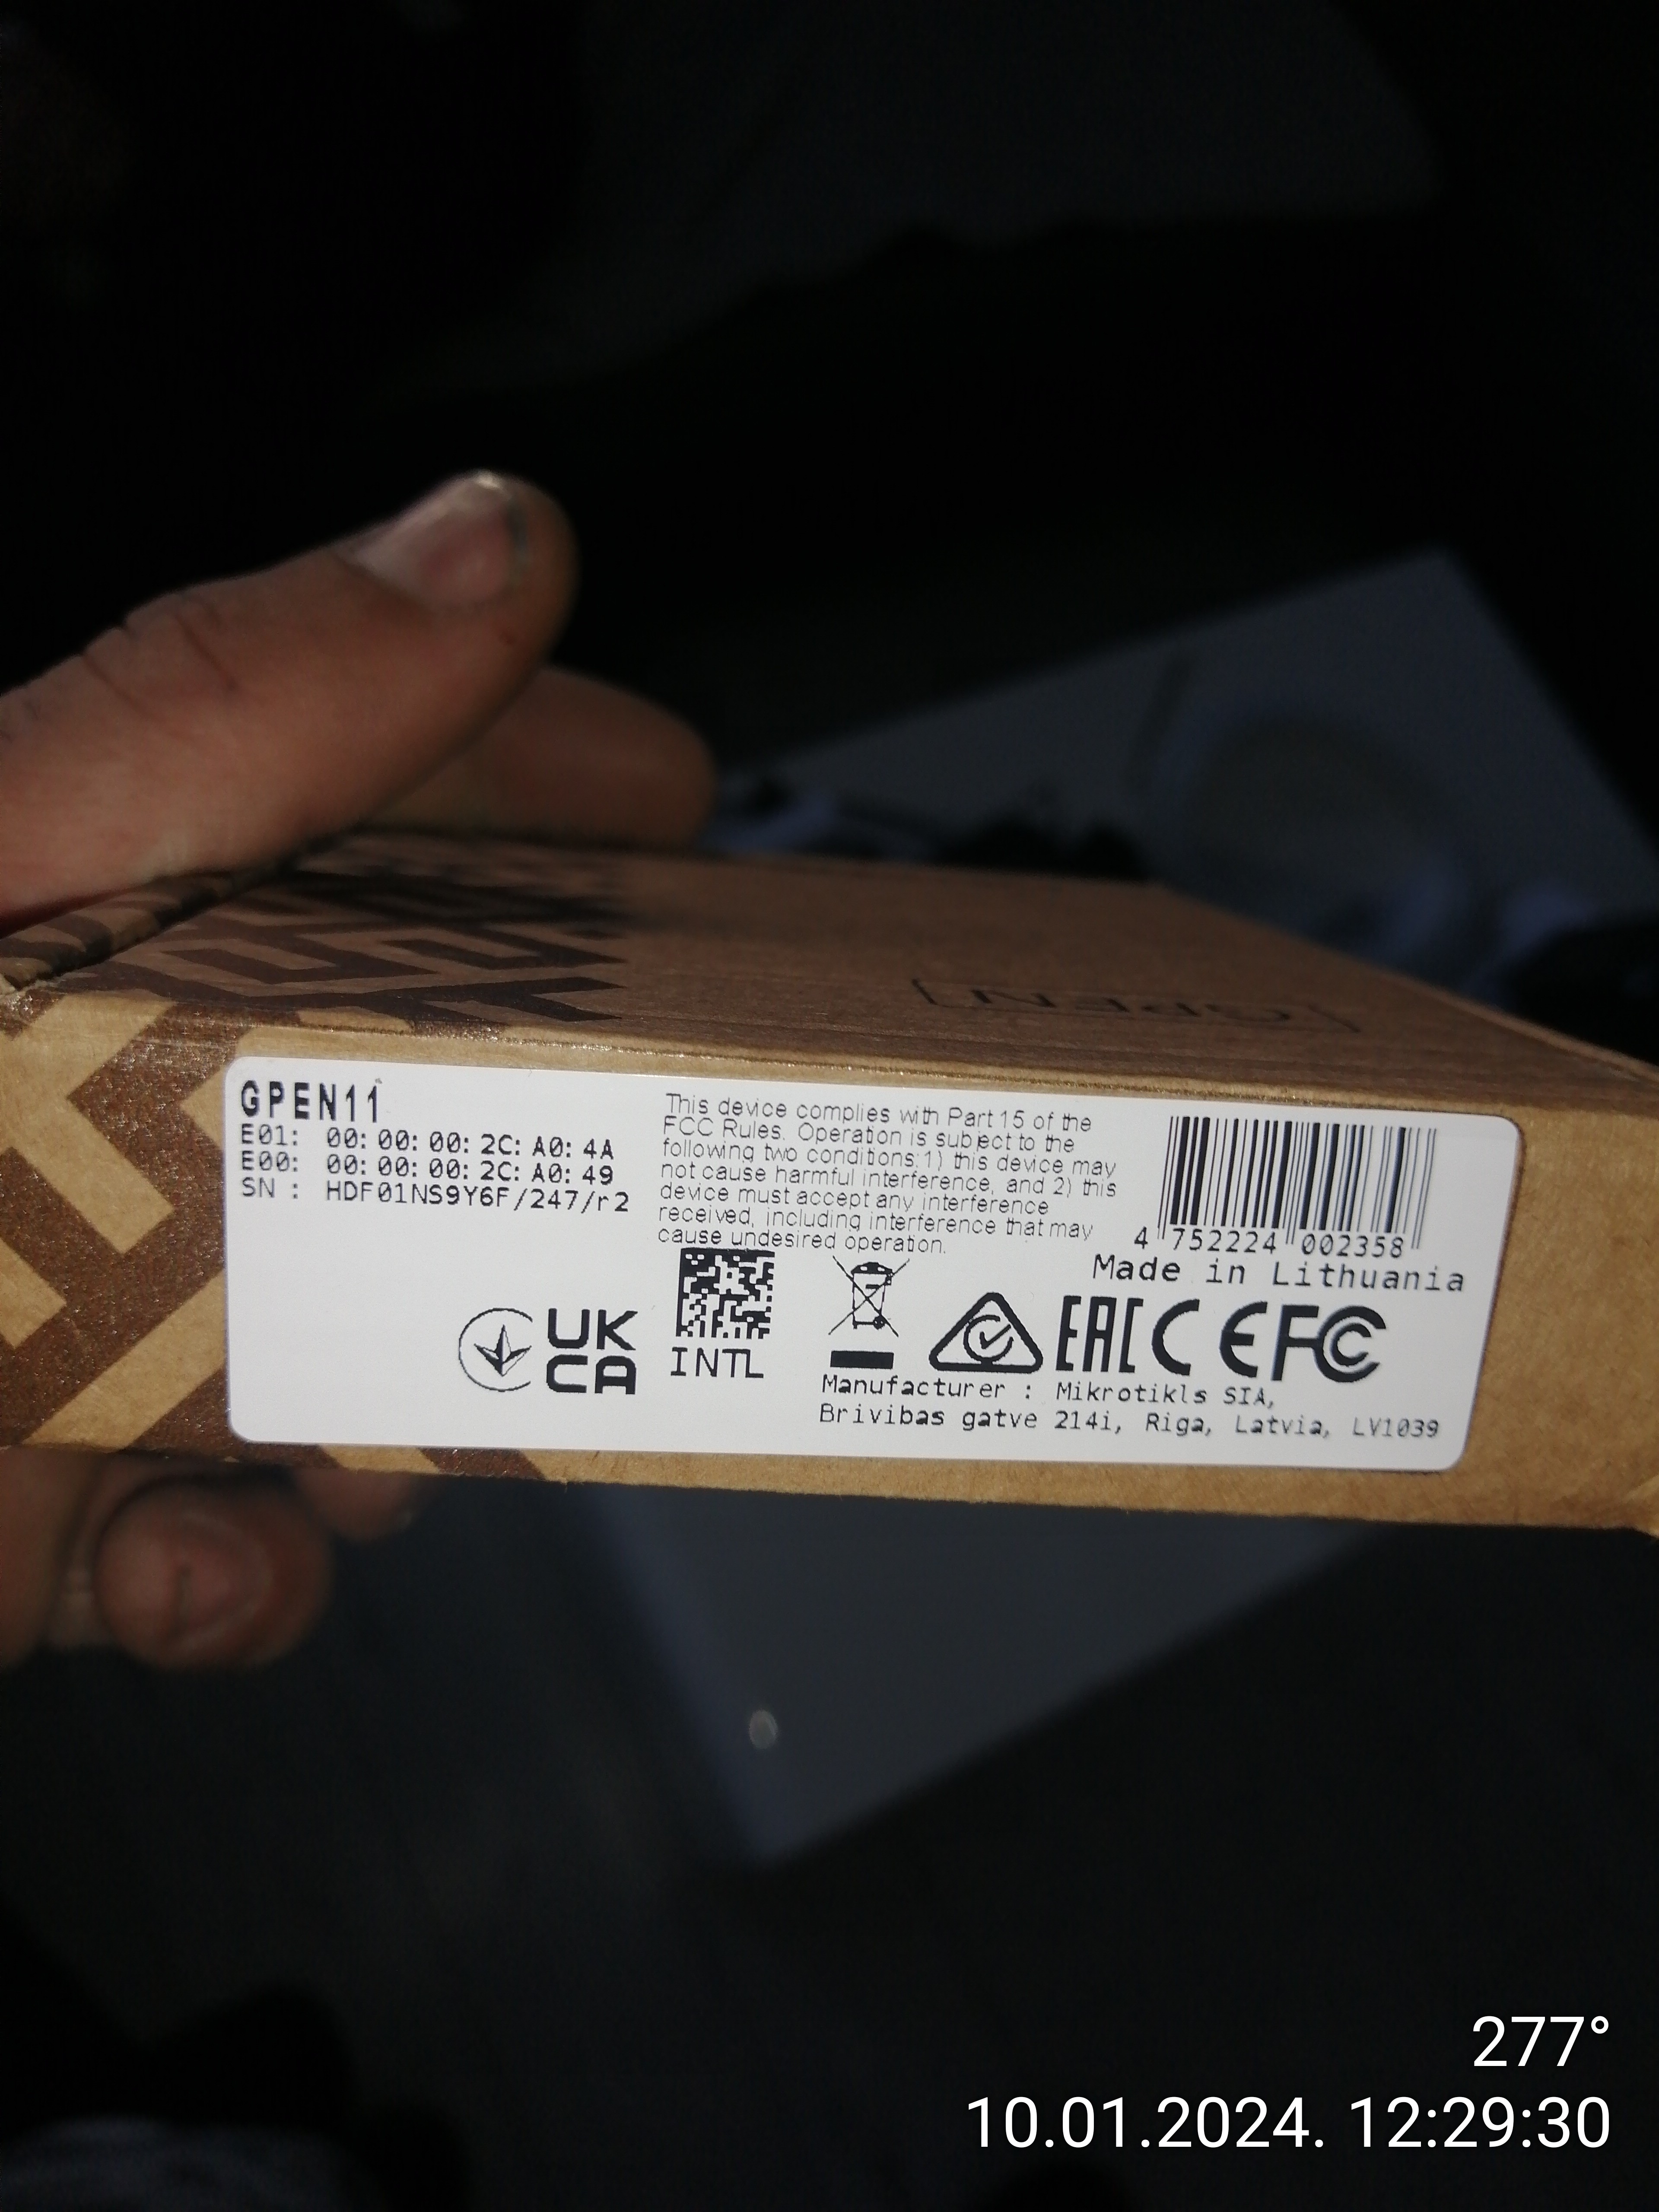 [GPEN]
GPEN11
E01: 00:00:00:2C:A0:4A
E00: 00:00:00:2C:A0:49
SN : HDF01NS9Y6F/247/r2
This device complies with Part 15 of the
FCC Rules. Operation is subject to the
following two conditions:1) this device may
not cause harmful interference, and 2) this
device must accept any interference
received, including interference that may
cause undesired operation.
4 752224 002358
Made in Lithuania
UK
CA
INTL
EAC CE FC
Manufacturer : Mikrotikls SIA,
Brivibas gatve 214i, Riga, Latvia, LV1039
277°
10.01.2024. 12:29:30